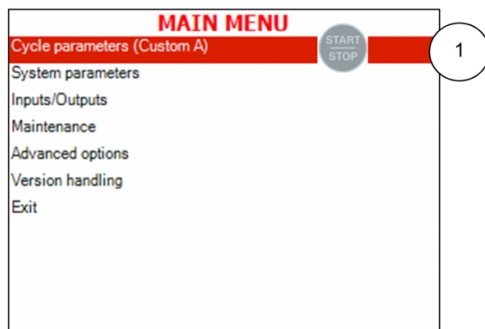 MAIN MENU
Cycle parameters (Custom A)
START
STOP
1
System parameters
Inputs/Outputs
Maintenance
Advanced options
Version handling
Exit